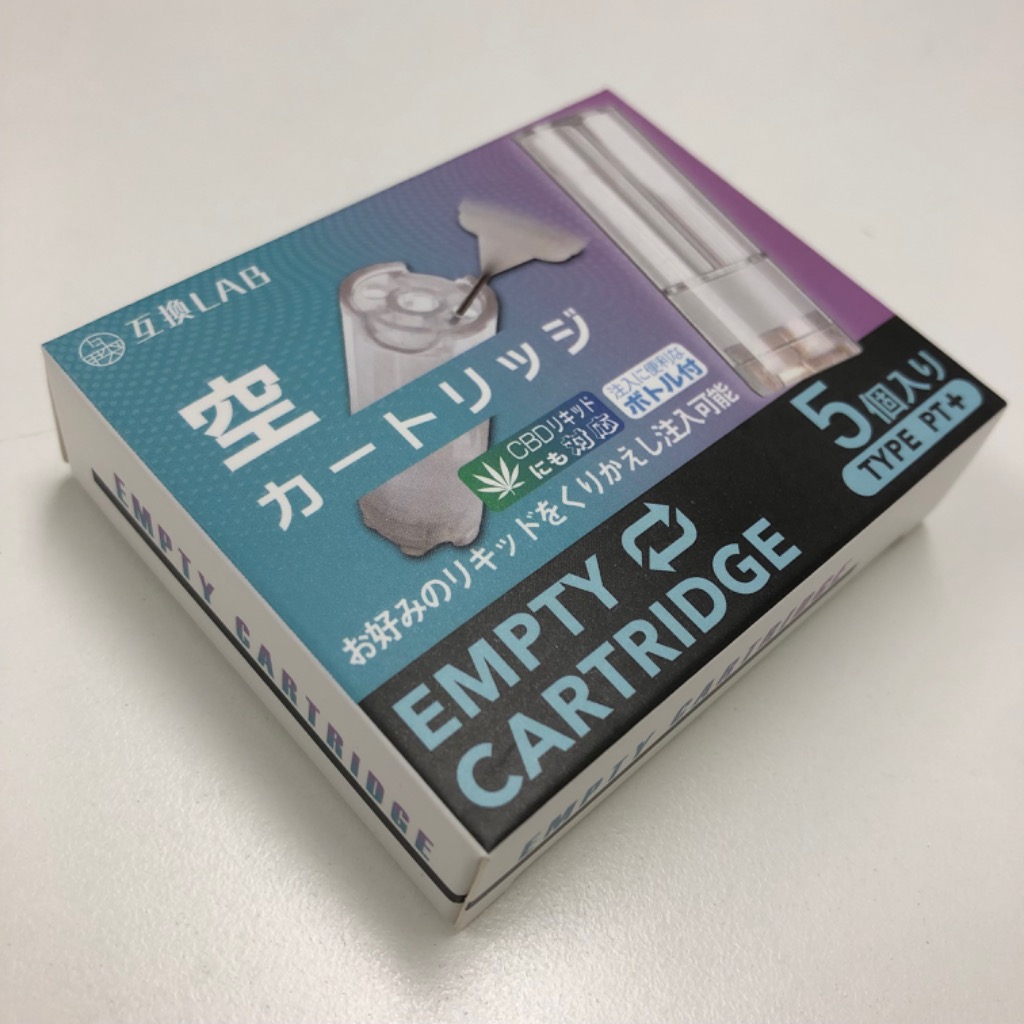 互換LAB
空
カートリッジ
CBDリキッド
にも対応
注入に便利な
ボトル付
お好みのリキッドをくりかえし注入可能
5個入り
TYPE PT+
EMPTY
CARTRIDGE
EMPTY CARTRIDGE
EMPTY CARTRIDGE